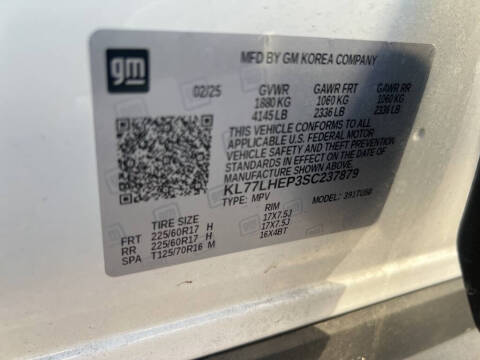 gm
MFD BY GM KOREA COMPANY
02/25 GVWR GAWR FRT GAWR RR
1880 KG 1060 KG 1060 KG
4145 LB 2336 LB 2336 LB
THIS VEHICLE CONFORMS TO ALL
APPLICABLE U.S. FEDERAL MOTOR
VEHICLE SAFETY, BUMPER, AND THEFT
PREVENTION STANDARDS IN EFFECT ON
THE DATE OF MANUFACTURE SHOWN ABOVE.
KL77LHEP3SC237879
TYPE: MPV MODEL: 391TU58
TIRE SIZE RIM
FRT 225/60R17 H 17X7.5J
RR 225/60R17 H 17X7.5J
SPA T125/70R16 M 16X4BT